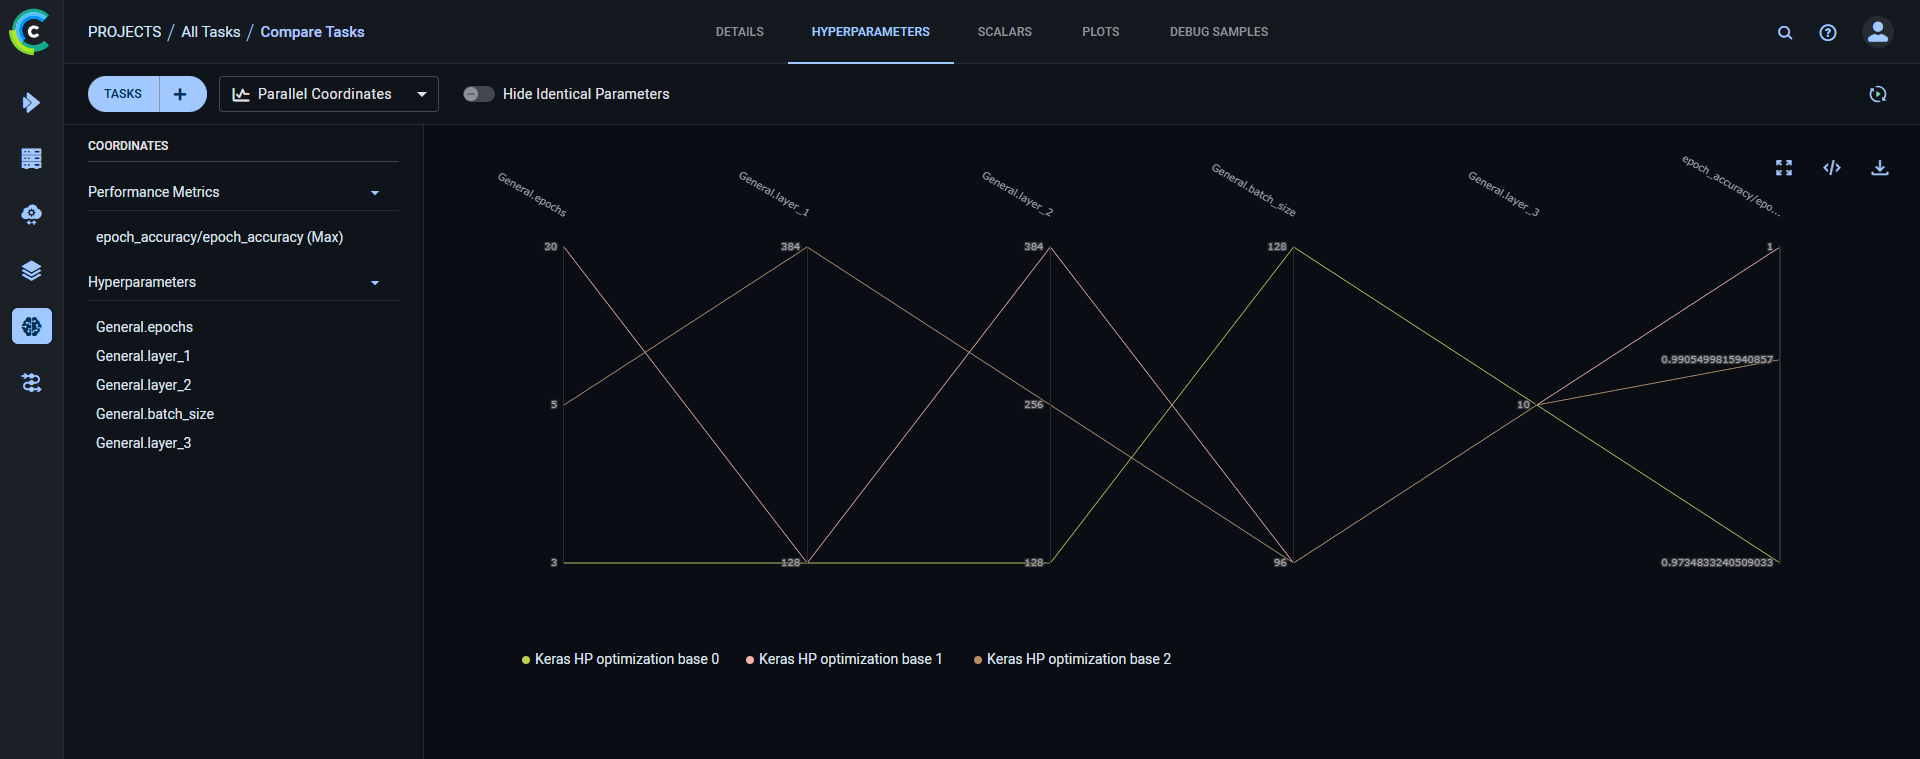 PROJECTS / All Tasks / Compare Tasks
DETAILS
HYPERPARAMETERS
SCALARS
PLOTS
DEBUG SAMPLES
TASKS +
Parallel Coordinates
Hide Identical Parameters
COORDINATES
Performance Metrics
epoch_accuracy/epoch_accuracy (Max)
Hyperparameters
General.epochs
General.layer_1
General.layer_2
General.batch_size
General.layer_3
General.epochs
General.layer_1
General.layer_2
General.batch_size
General.layer_3
epoch_accuracy/epo...
30
5
3
384
128
384
256
128
128
96
10
1
0.9905499815940857
0.9734833240509033
Keras HP optimization base 0
Keras HP optimization base 1
Keras HP optimization base 2